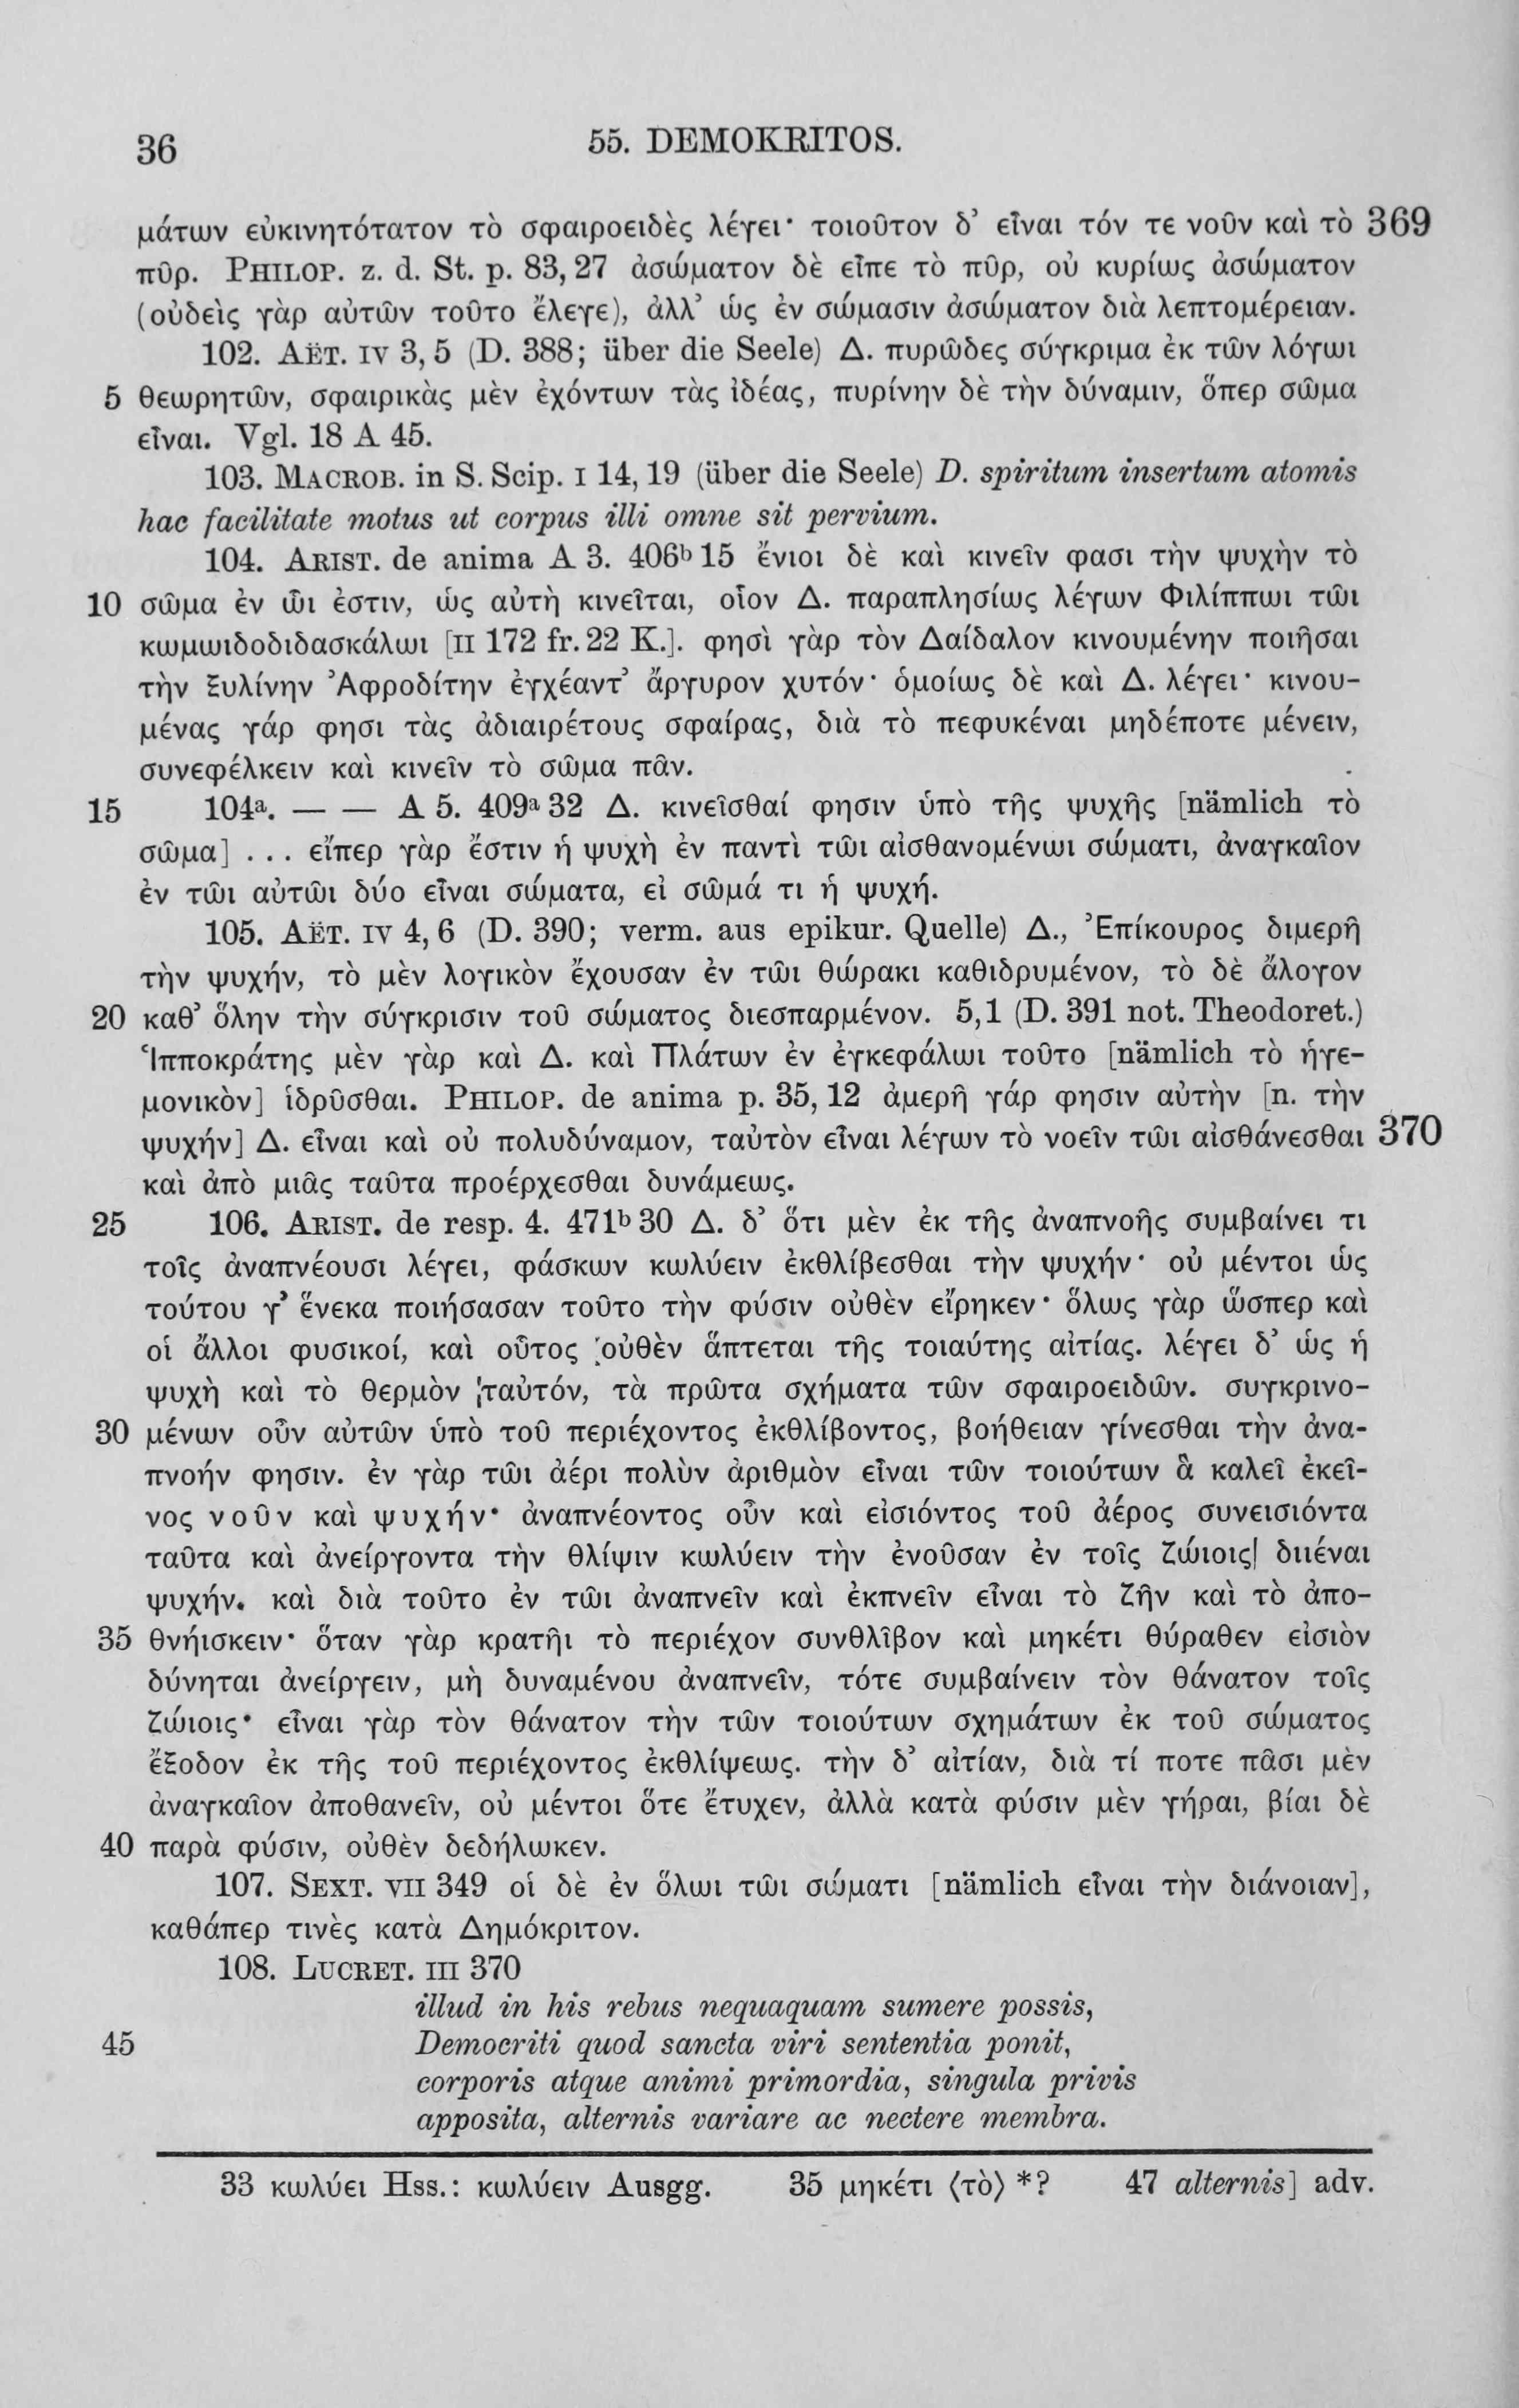 36 55. DEMOKRITOS.
μάτων εὐκινητότατον τὸ σφαιροειδὲς λέγει· τοιοῦτον δ’ εἶναι τόν τε νοῦν καὶ τὸ 369
πῦρ. PHILOP. z. d. St. p. 83, 27 ἀσώματον δὲ εἶπε τὸ πῦρ, οὐ κυρίως ἀσώματον
(οὐδεὶς γὰρ αὐτῶν τοῦτο ἔλεγε), ἀλλ’ ὡς ἐν σώμασιν ἀσώματον διὰ λεπτομέρειαν.
102. AËT. IV 3, 5 (D. 388; über die Seele) Δ. πυρῶδες σύγκριμα ἐκ τῶν λόγωι
5 θεωρητῶν, σφαιρικὰς μὲν ἐχόντων τὰς ἰδέας, πυρίνην δὲ τὴν δύναμιν, ὅπερ σῶμα
εἶναι. Vgl. 18 A 45.
103. MACROB. in S. Scip. I 14, 19 (über die Seele) D. spiritum insertum atomis
hac facilitate motus ut corpus illi omne sit pervium.
104. ARIST. de anima A 3. 406ᵇ 15 ἔνιοι δὲ καὶ κινεῖν φασι τὴν ψυχὴν τὸ
10 σῶμα ἐν ὧι ἐστιν, ὡς αὐτὴ κινεῖται, οἷον Δ. παραπλησίως λέγων Φιλίππωι τῶι
κωμωιδοδιδασκάλωι [II 172 fr. 22 K.]. φησὶ γὰρ τὸν Δαίδαλον κινουμένην ποιῆσαι
τὴν ξυλίνην Ἀφροδίτην ἐγχέαντ’ ἄργυρον χυτόν· ὁμοίως δὲ καὶ Δ. λέγει· κινου-
μένας γάρ φησι τὰς ἀδιαιρέτους σφαίρας, διὰ τὸ πεφυκέναι μηδέποτε μένειν,
συνεφέλκειν καὶ κινεῖν τὸ σῶμα πᾶν.
15 104ᵃ. — — A 5. 409ᵃ 32 Δ. κινεῖσθαί φησιν ὑπὸ τῆς ψυχῆς [nämlich τὸ
σῶμα] ... εἴπερ γὰρ ἔστιν ἡ ψυχὴ ἐν παντὶ τῶι αἰσθανομένωι σώματι, ἀναγκαῖον
ἐν τῶι αὐτῶι δύο εἶναι σώματα, εἰ σῶμά τι ἡ ψυχή.
105. AËT. IV 4, 6 (D. 390; verm. aus epikur. Quelle) Δ., Ἐπίκουρος διμερῆ
τὴν ψυχήν, τὸ μὲν λογικὸν ἔχουσαν ἐν τῶι θώρακι καθιδρυμένον, τὸ δὲ ἄλογον
20 καθ’ ὅλην τὴν σύγκρισιν τοῦ σώματος διεσπαρμένον. 5,1 (D. 391 not. Theodoret.)
Ἱπποκράτης μὲν γὰρ καὶ Δ. καὶ Πλάτων ἐν ἐγκεφάλωι τοῦτο [nämlich τὸ ἡγε-
μονικὸν] ἱδρῦσθαι. PHILOP. de anima p. 35, 12 ἀμερῆ γάρ φησιν αὐτὴν [n. τὴν
ψυχήν] Δ. εἶναι καὶ οὐ πολυδύναμον, ταὐτὸν εἶναι λέγων τὸ νοεῖν τῶι αἰσθάνεσθαι 370
καὶ ἀπὸ μιᾶς ταῦτα προέρχεσθαι δυνάμεως.
25 106. ARIST. de resp. 4. 471ᵇ 30 Δ. δ’ ὅτι μὲν ἐκ τῆς ἀναπνοῆς συμβαίνει τι
τοῖς ἀναπνέουσι λέγει, φάσκων κωλύειν ἐκθλίβεσθαι τὴν ψυχήν· οὐ μέντοι ὡς
τούτου γ’ ἕνεκα ποιήσασαν τοῦτο τὴν φύσιν οὐθὲν εἴρηκεν· ὅλως γὰρ ὥσπερ καὶ
οἱ ἄλλοι φυσικοί, καὶ οὗτος οὐθὲν ἅπτεται τῆς τοιαύτης αἰτίας. λέγει δ’ ὡς ἡ
ψυχὴ καὶ τὸ θερμὸν ταὐτόν, τὰ πρῶτα σχήματα τῶν σφαιροειδῶν. συγκρινο-
30 μένων οὖν αὐτῶν ὑπὸ τοῦ περιέχοντος ἐκθλίβοντος, βοήθειαν γίνεσθαι τὴν ἀνα-
πνοήν φησιν. ἐν γὰρ τῶι ἀέρι πολὺν ἀριθμὸν εἶναι τῶν τοιούτων ἃ καλεῖ ἐκεῖ-
νος νοῦν καὶ ψυχήν· ἀναπνέοντος οὖν καὶ εἰσιόντος τοῦ ἀέρος συνεισιόντα
ταῦτα καὶ ἀνείργοντα τὴν θλίψιν κωλύειν τὴν ἐνοῦσαν ἐν τοῖς ζώιοις διιέναι
ψυχήν. καὶ διὰ τοῦτο ἐν τῶι ἀναπνεῖν καὶ ἐκπνεῖν εἶναι τὸ ζῆν καὶ τὸ ἀπο-
35 θνήισκειν· ὅταν γὰρ κρατῆι τὸ περιέχον συνθλῖβον καὶ μηκέτι θύραθεν εἰσιὸν
δύνηται ἀνείργειν, μὴ δυναμένου ἀναπνεῖν, τότε συμβαίνειν τὸν θάνατον τοῖς
ζώιοις· εἶναι γὰρ τὸν θάνατον τὴν τῶν τοιούτων σχημάτων ἐκ τοῦ σώματος
ἔξοδον ἐκ τῆς τοῦ περιέχοντος ἐκθλίψεως. τὴν δ’ αἰτίαν, διὰ τί ποτε πᾶσι μὲν
ἀναγκαῖον ἀποθανεῖν, οὐ μέντοι ὅτε ἔτυχεν, ἀλλὰ κατὰ φύσιν μὲν γήραι, βίαι δὲ
40 παρὰ φύσιν, οὐθὲν δεδήλωκεν.
107. SEXT. VII 349 οἱ δὲ ἐν ὅλωι τῶι σώματι [nämlich εἶναι τὴν διάνοιαν],
καθάπερ τινὲς κατὰ Δημόκριτον.
108. LUCRET. III 370
illud in his rebus nequaquam sumere possis,
45 Democriti quod sancta viri sententia ponit,
corporis atque animi primordia, singula privis
apposita, alternis variare ac nectere membra.
33 κωλύει Hss.: κωλύειν Ausgg. 35 μηκέτι ⟨τὸ⟩ *? 47 alternis] adv.